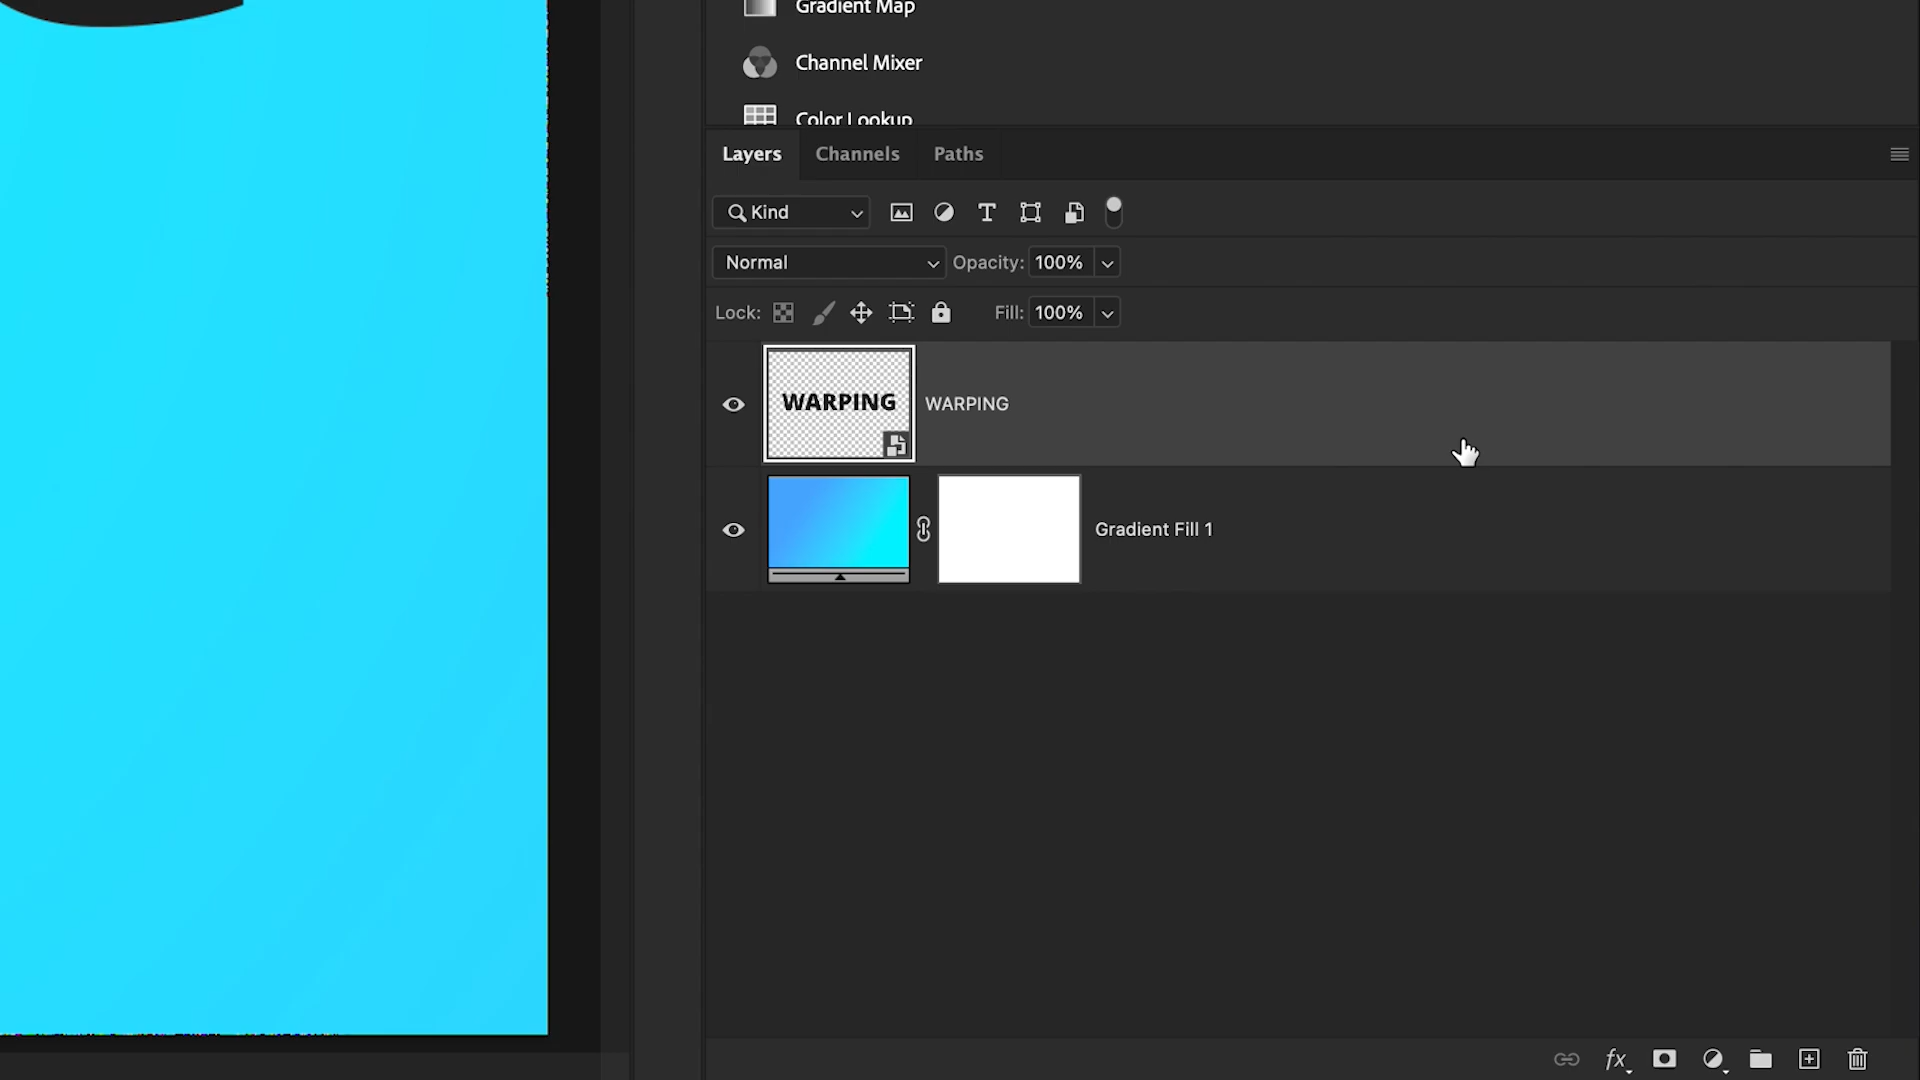 Gradient Map
Channel Mixer
Color Lookup
Layers Channels Paths
Kind
Normal Opacity: 100%
Lock: Fill: 100%
WARPING WARPING
Gradient Fill 1
fx